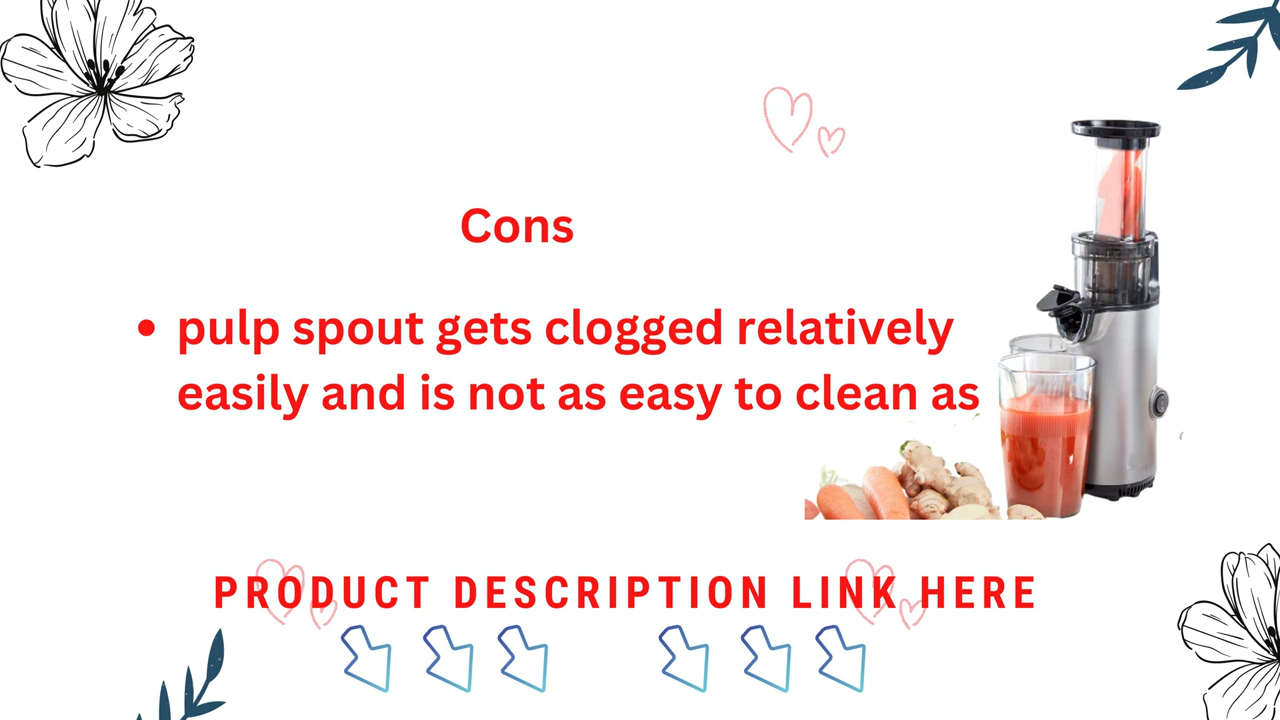 Cons
• pulp spout gets clogged relatively
easily and is not as easy to clean as
PRODUCT DESCRIPTION LINK HERE